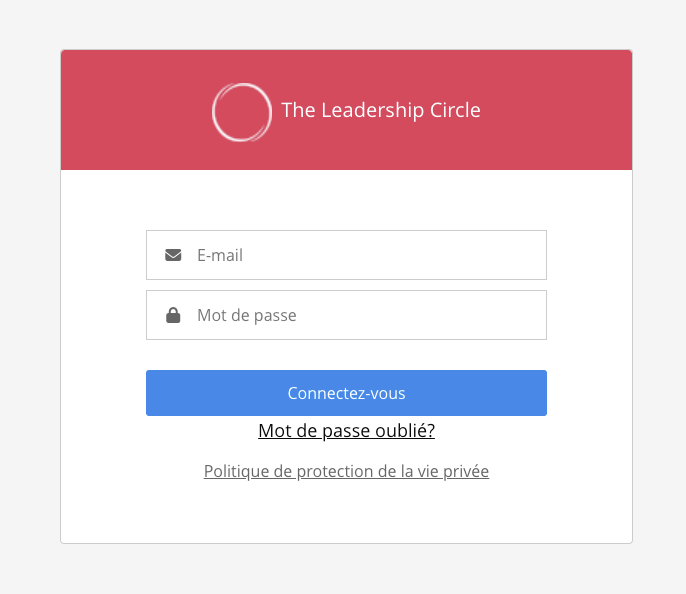 The Leadership Circle
E-mail
Mot de passe
Connectez-vous
Mot de passe oublié?
Politique de protection de la vie privée